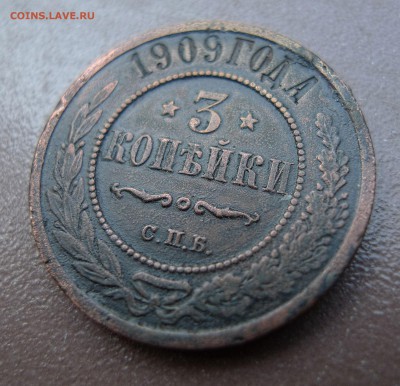 COINS.LAVE.RU
1909 ГОДА
3
КОПѢЙКИ
С.П.Б.